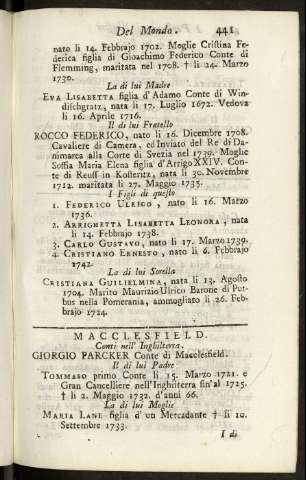 Del Mondo. 441
nato li 14. Febbrajo 1702. Moglie Cristina Fe-
derica figlia di Gioachimo Federico Conte di
Flemming, maritata nel 1708. † li 24. Marzo
1730.
La di lui Madre
EVA LISABETTA figlia d'Adamo Conte di Win-
dischgratz, nata li 17. Luglio 1672. Vedova
li 16. Aprile 1716.
Il di lui Fratello
ROCCO FEDERICO, nato li 16. Dicembre 1708.
Cavaliere di Camera, ed Inviato del Re di Da-
nimarca alla Corte di Svezia nel 1739. Moglie
Soffia Maria Elena figlia d'Arrigo XXIV. Con-
te di Reuss in Kosteritz, nata li 30. Novembre
1712. maritata li 27. Maggio 1735.
I Figli di questo
1. FEDERICO ULRICO, nato li 16. Marzo
1736.
2. ARRIGHETTA LISABETTA LEONORA, nata
li 14. Febbrajo 1738.
3. CARLO GUSTAVO, nato li 17. Marzo 1739.
4. CRISTIANO ERNESTO, nato li 6. Febbrajo
1742.
La di lui Sorella
CRISTIANA GUILIELMINA, nata li 13. Agosto
1704. Marito Maurizio Ulrico Barone di Put-
bus nella Pomerania, ammogliato li 26. Feb-
brajo 1724.
MACCLESFIELD.
Conti nell'Inghilterra.
GIORGIO PARCKER Conte di Macclesfield.
Il di lui Padre
TOMMASO primo Conte li 15. Marzo 1721. e
Gran Cancelliere nell'Inghilterra fin'al 1725.
† li 2. Maggio 1732. d'anni 66.
La di lui Moglie
MARIA LANE figlia d'un Mercadante † li 10.
Settembre 1733.
I di